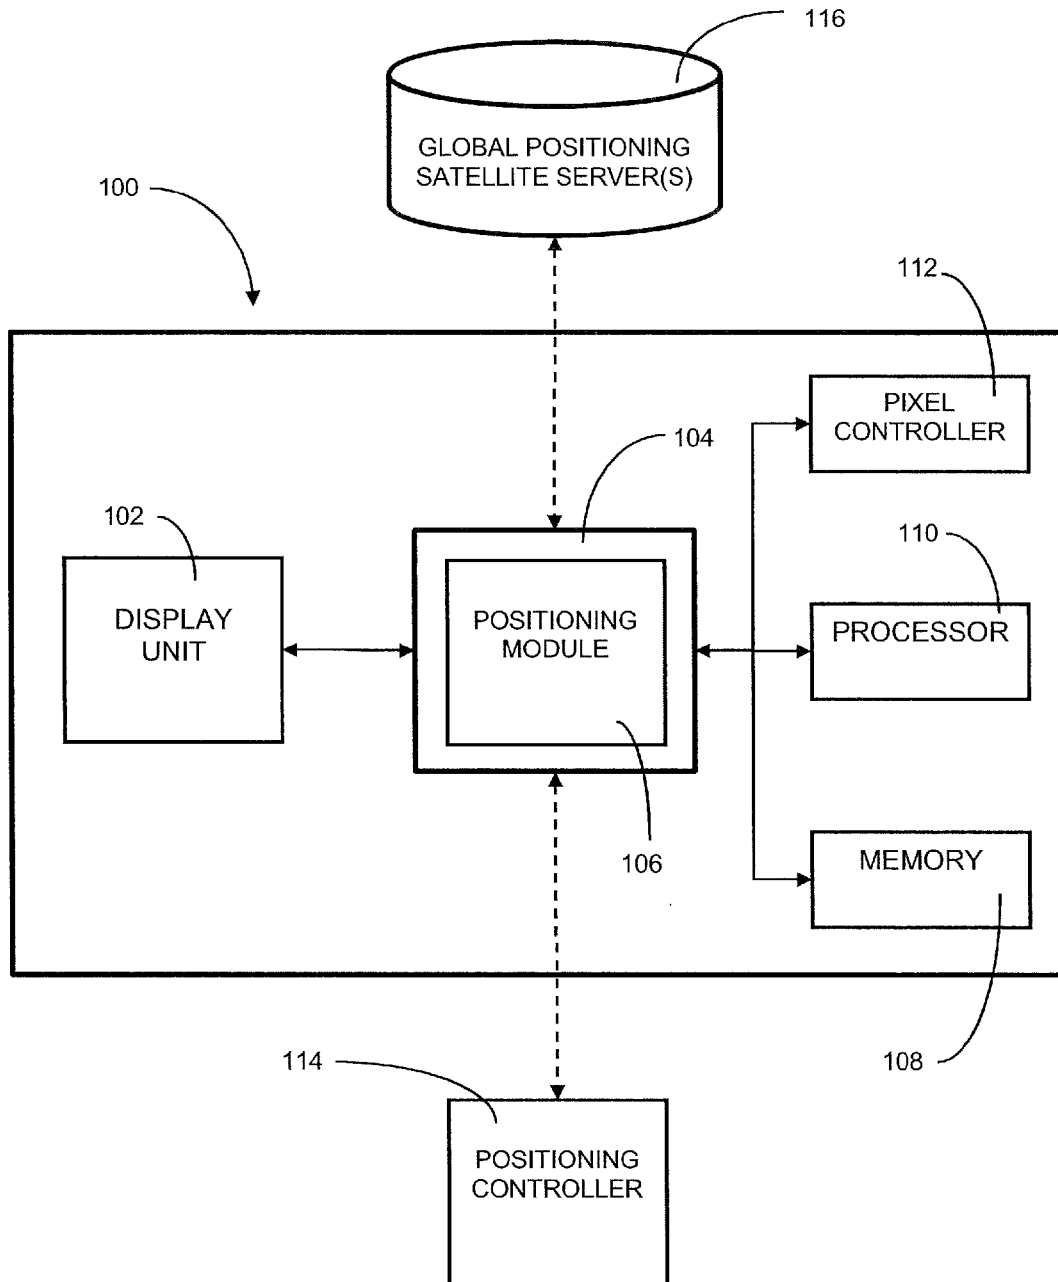 116
GLOBAL POSITIONING
SATELLITE SERVER(S)
100
112
PIXEL
CONTROLLER
104
102
110
DISPLAY
UNIT
POSITIONING
MODULE
PROCESSOR
106
MEMORY
108
114
POSITIONING
CONTROLLER